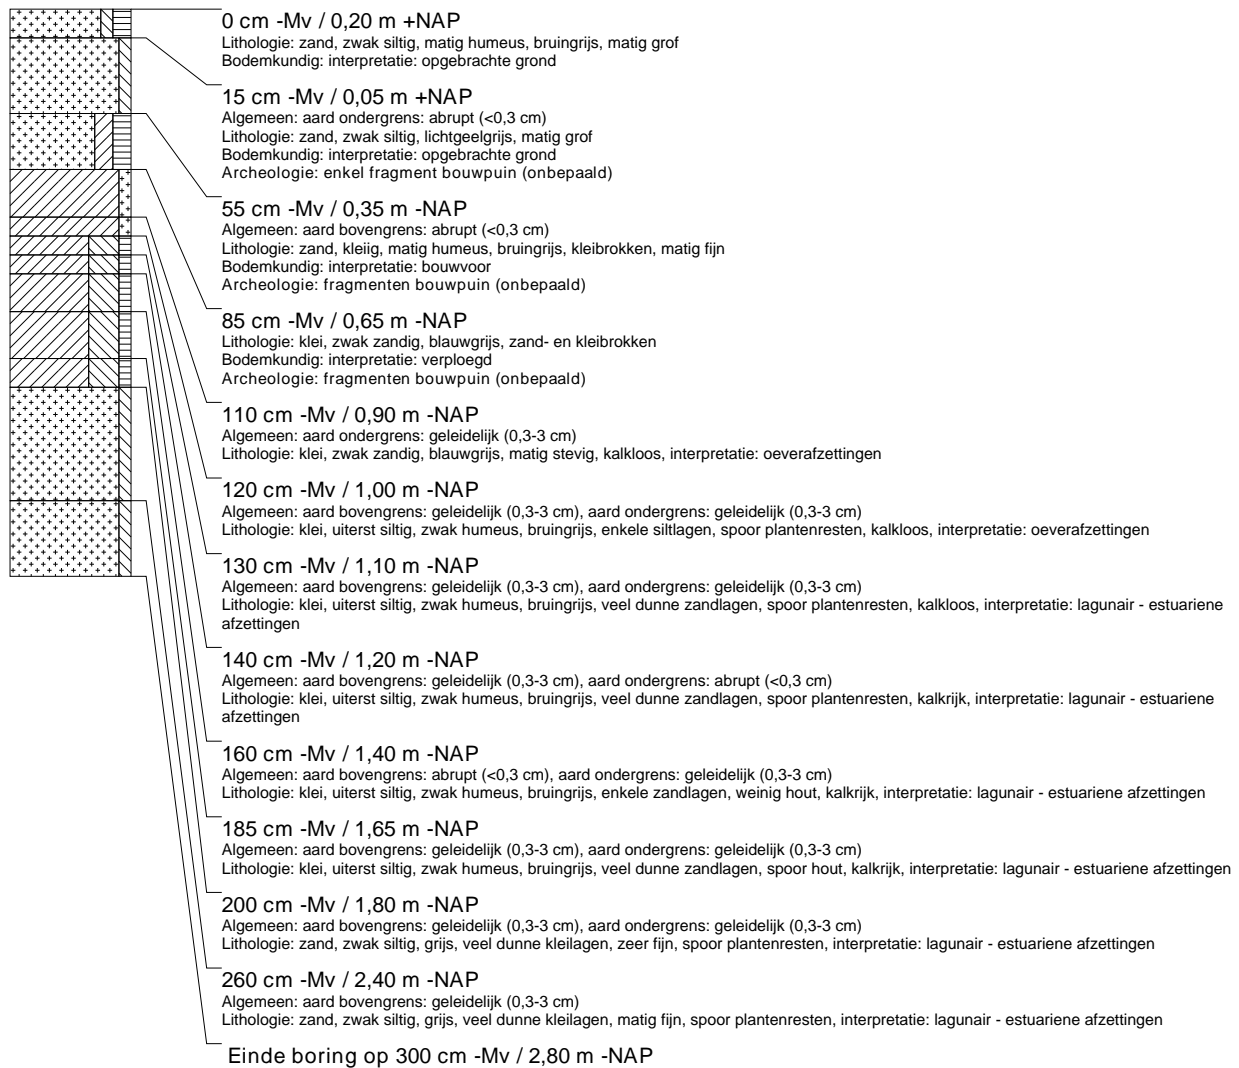 0 cm -Mv / 0,20 m +NAP
Lithologie: zand, zwak siltig, matig humeus, bruingrijs, matig grof
Bodemkundig: interpretatie: opgebrachte grond
15 cm -Mv / 0,05 m +NAP
Algemeen: aard ondergrens: abrupt (<0,3 cm)
Lithologie: zand, zwak siltig, lichtgeelgrijs, matig grof
Bodemkundig: interpretatie: opgebrachte grond
Archeologie: enkel fragment bouwpuin (onbepaald)
55 cm -Mv / 0,35 m -NAP
Algemeen: aard bovengrens: abrupt (<0,3 cm)
Lithologie: zand, kleiig, matig humeus, bruingrijs, kleibrokken, matig fijn
Bodemkundig: interpretatie: bouwvoor
Archeologie: fragmenten bouwpuin (onbepaald)
85 cm -Mv / 0,65 m -NAP
Lithologie: klei, zwak zandig, blauwgrijs, zand- en kleibrokken
Bodemkundig: interpretatie: verploegd
Archeologie: fragmenten bouwpuin (onbepaald)
110 cm -Mv / 0,90 m -NAP
Algemeen: aard ondergrens: geleidelijk (0,3-3 cm)
Lithologie: klei, zwak zandig, blauwgrijs, matig stevig, kalkloos, interpretatie: oeverafzettingen
120 cm -Mv / 1,00 m -NAP
Algemeen: aard bovengrens: geleidelijk (0,3-3 cm), aard ondergrens: geleidelijk (0,3-3 cm)
Lithologie: klei, uiterst siltig, zwak humeus, bruingrijs, enkele siltlagen, spoor plantenresten, kalkloos, interpretatie: oeverafzettingen
130 cm -Mv / 1,10 m -NAP
Algemeen: aard bovengrens: geleidelijk (0,3-3 cm), aard ondergrens: geleidelijk (0,3-3 cm)
Lithologie: klei, uiterst siltig, zwak humeus, bruingrijs, veel dunne zandlagen, spoor plantenresten, kalkloos, interpretatie: lagunair - estuariene
afzettingen
140 cm -Mv / 1,20 m -NAP
Algemeen: aard bovengrens: geleidelijk (0,3-3 cm), aard ondergrens: abrupt (<0,3 cm)
Lithologie: klei, uiterst siltig, zwak humeus, bruingrijs, veel dunne zandlagen, spoor plantenresten, kalkrijk, interpretatie: lagunair - estuariene
afzettingen
160 cm -Mv / 1,40 m -NAP
Algemeen: aard bovengrens: abrupt (<0,3 cm), aard ondergrens: geleidelijk (0,3-3 cm)
Lithologie: klei, uiterst siltig, zwak humeus, bruingrijs, enkele zandlagen, weinig hout, kalkrijk, interpretatie: lagunair - estuariene afzettingen
185 cm -Mv / 1,65 m -NAP
Algemeen: aard bovengrens: geleidelijk (0,3-3 cm), aard ondergrens: geleidelijk (0,3-3 cm)
Lithologie: klei, uiterst siltig, zwak humeus, bruingrijs, veel dunne zandlagen, spoor hout, kalkrijk, interpretatie: lagunair - estuariene afzettingen
200 cm -Mv / 1,80 m -NAP
Algemeen: aard bovengrens: geleidelijk (0,3-3 cm), aard ondergrens: geleidelijk (0,3-3 cm)
Lithologie: zand, zwak siltig, grijs, veel dunne kleilagen, zeer fijn, spoor plantenresten, interpretatie: lagunair - estuariene afzettingen
260 cm -Mv / 2,40 m -NAP
Algemeen: aard bovengrens: geleidelijk (0,3-3 cm)
Lithologie: zand, zwak siltig, grijs, veel dunne kleilagen, matig fijn, spoor plantenresten, interpretatie: lagunair - estuariene afzettingen
Einde boring op 300 cm -Mv / 2,80 m -NAP